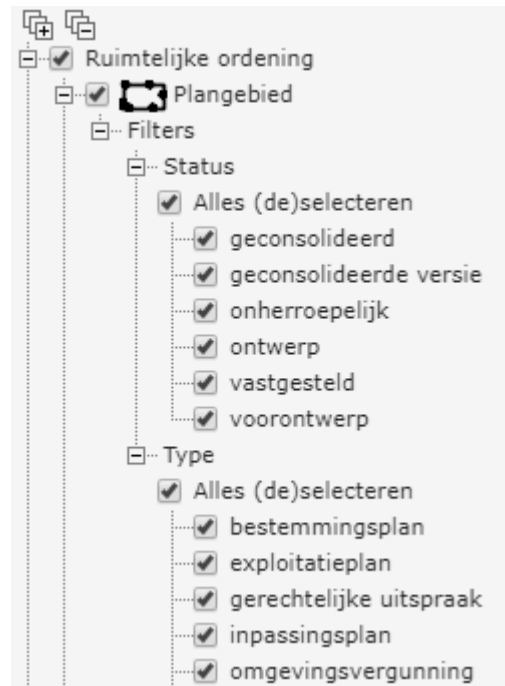 Ruimtelijke ordening
Plangebied
Filters
Status
Alles (de)selecteren
geconsolideerd
geconsolideerde versie
onherroepelijk
ontwerp
vastgesteld
voorontwerp
Type
Alles (de)selecteren
bestemmingsplan
exploitatieplan
gerechtelijke uitspraak
inpassingsplan
omgevingsvergunning